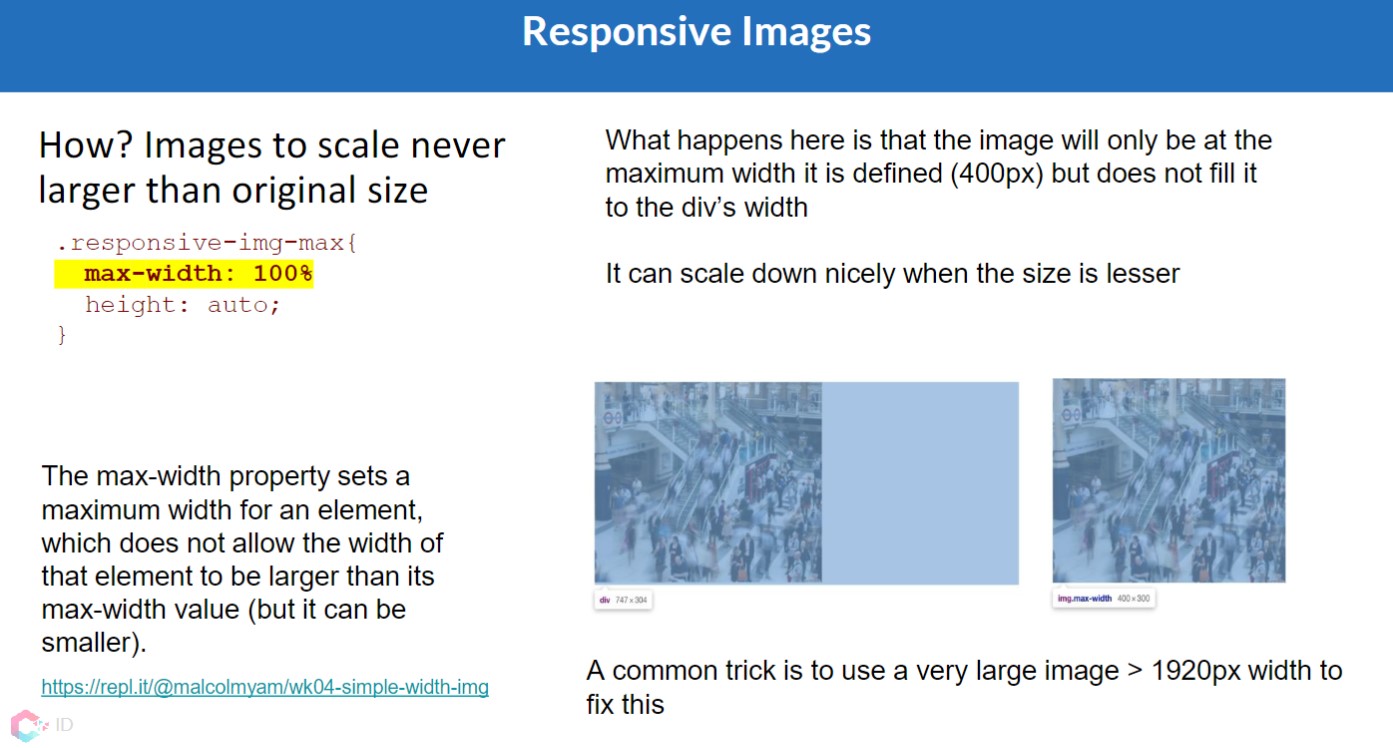 Responsive Images
How? Images to scale never
larger than original size
.responsive-img-max{
max-width: 100%
height: auto;
}
The max-width property sets a
maximum width for an element,
which does not allow the width of
that element to be larger than its
max-width value (but it can be
smaller).
https://repl.it/@malcolmyam/wk04-simple-width-img
ID
What happens here is that the image will only be at the
maximum width it is defined (400px) but does not fill it
to the div’s width
It can scale down nicely when the size is lesser
div 747 × 304
img.max-width 400 × 300
A common trick is to use a very large image > 1920px width to
fix this